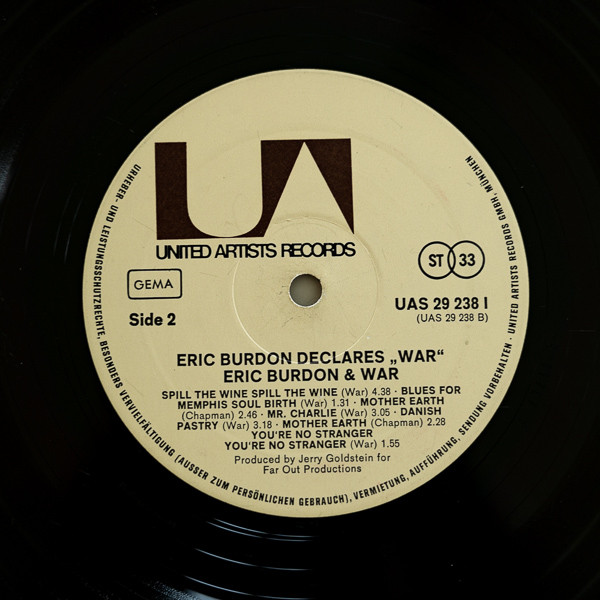 UA
UNITED ARTISTS RECORDS
GEMA
ST 33
Side 2
UAS 29 238 I
(UAS 29 238 B)
ERIC BURDON DECLARES „WAR“
ERIC BURDON & WAR
SPILL THE WINE SPILL THE WINE (War) 4.38 · BLUES FOR
MEMPHIS SOUL BIRTH (War) 1.31 · MOTHER EARTH
(Chapman) 2.46 · MR. CHARLIE (War) 3.05 · DANISH
PASTRY (War) 3.18 · MOTHER EARTH (Chapman) 2.28
YOU'RE NO STRANGER
YOU'RE NO STRANGER (War) 1.55
Produced by Jerry Goldstein for
Far Out Productions
URHEBER- UND LEISTUNGSSCHUTZRECHTE, BESONDERS VERVIELFÄLTIGUNG (AUSSER ZUM PERSÖNLICHEN GEBRAUCH), VERMIETUNG, AUFFÜHRUNG, SENDUNG VORBEHALTEN · UNITED ARTISTS RECORDS GMBH, MÜNCHEN